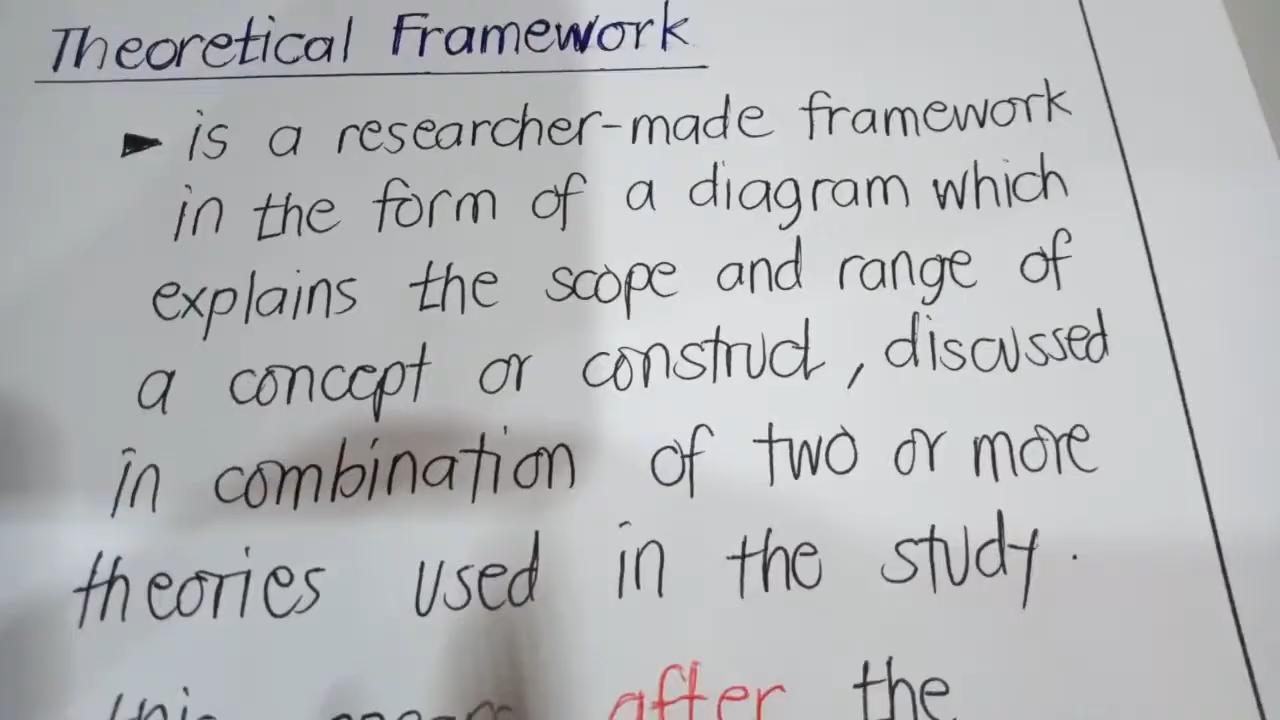 Theoretical Framework
► is a researcher-made framework
in the form of a diagram which
explains the scope and range of
a concept or construct, discussed
in combination of two or more
theories used in the study.
after the